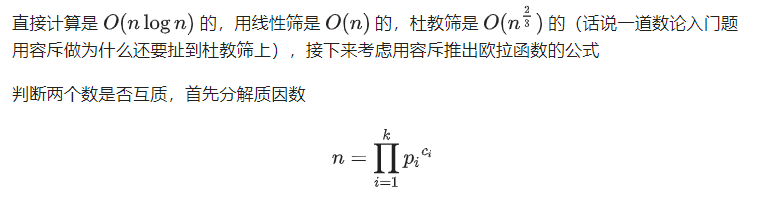 直接计算是 $O(n \log n)$ 的，用线性筛是 $O(n)$ 的，杜教筛是 $O(n^{\frac{2}{3}})$ 的（话说一道数论入门题
用容斥做为什么还要扯到杜教筛上），接下来考虑用容斥推出欧拉函数的公式
判断两个数是否互质，首先分解质因数
$n = \prod_{i=1}^{k} {p_i}^{c_i}$